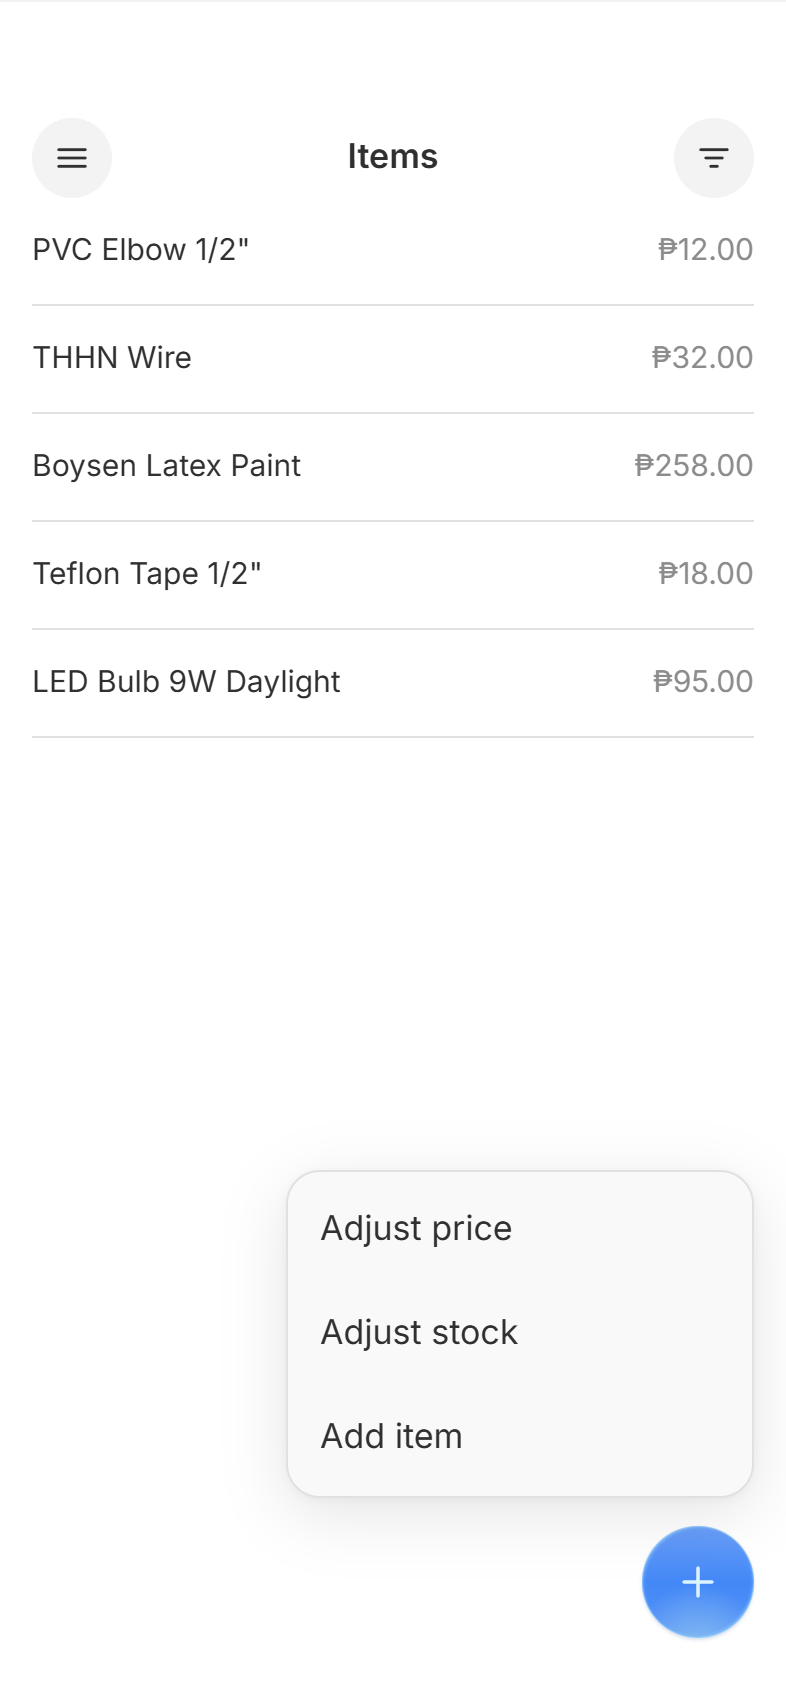 Items
PVC Elbow 1/2" ₱12.00
THHN Wire ₱32.00
Boysen Latex Paint ₱258.00
Teflon Tape 1/2" ₱18.00
LED Bulb 9W Daylight ₱95.00
Adjust price
Adjust stock
Add item